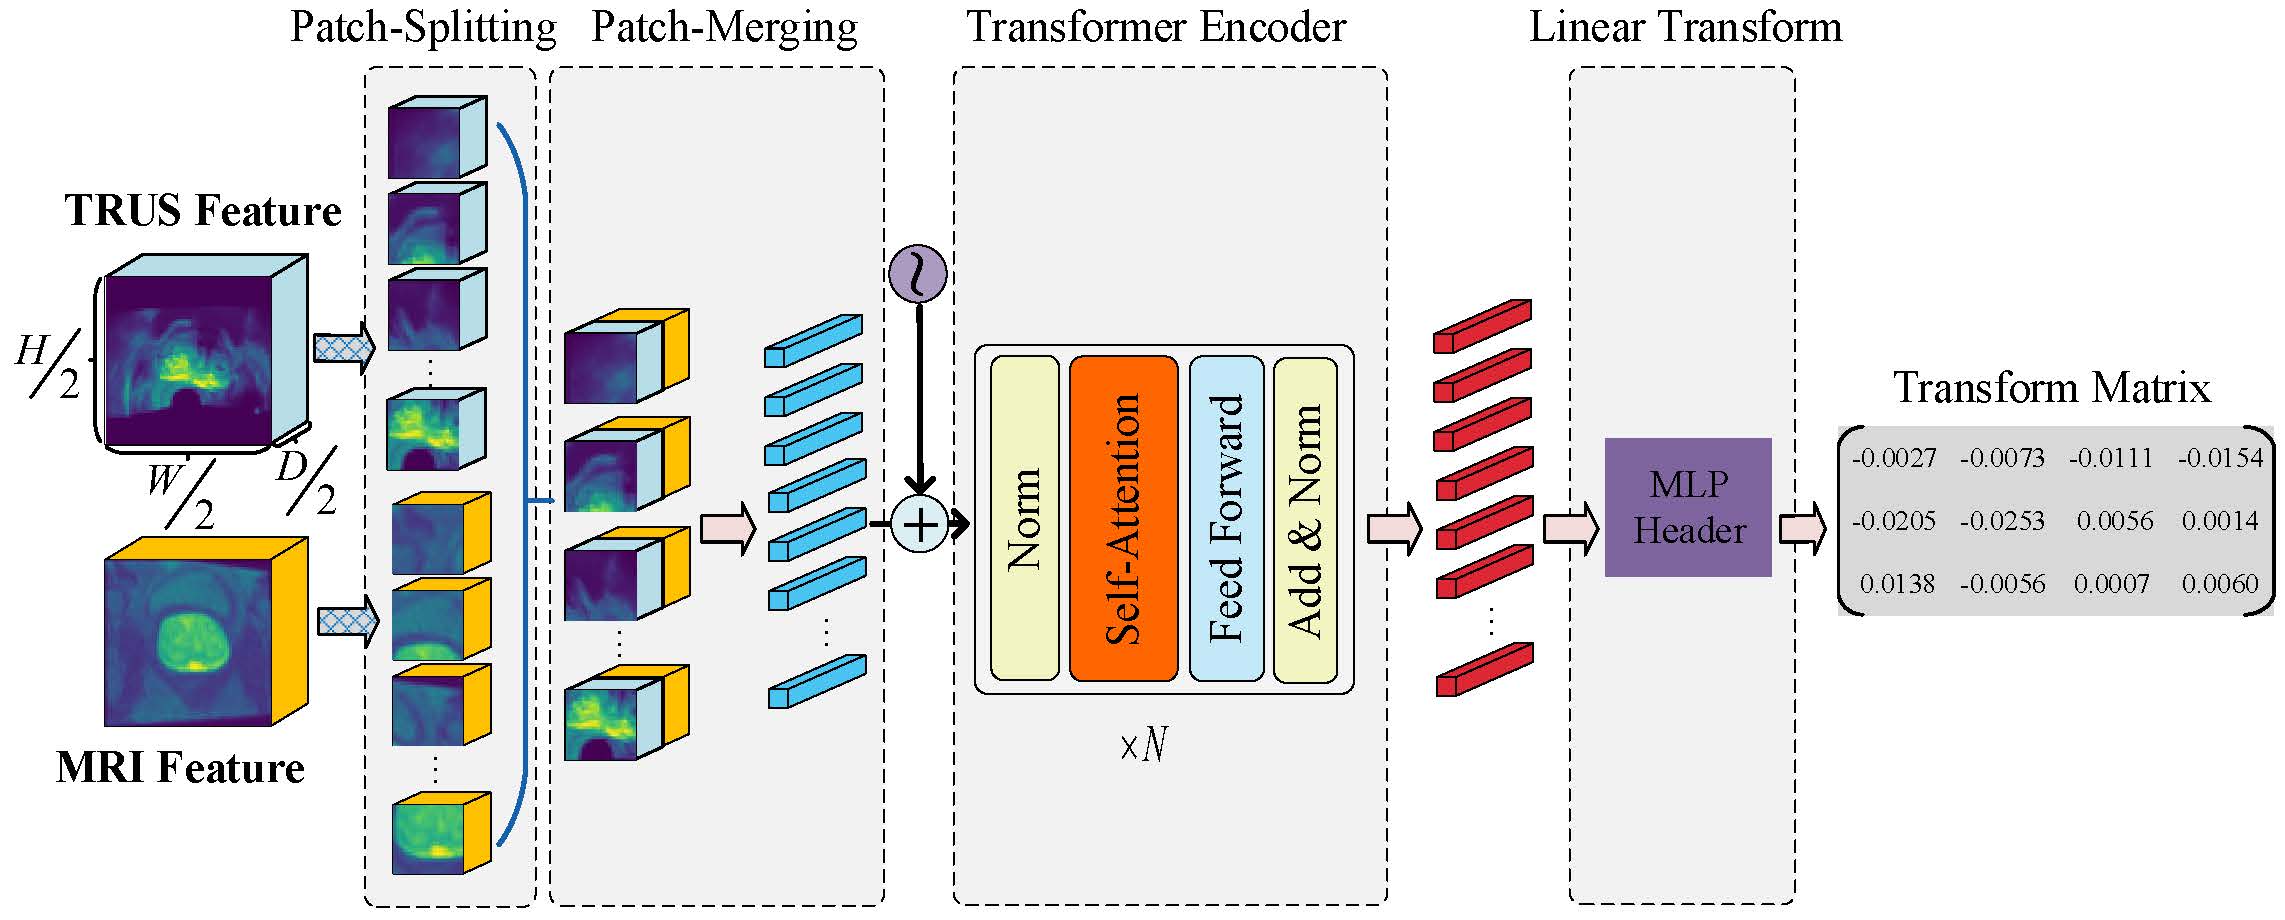 Patch-Splitting
Patch-Merging
Transformer Encoder
Linear Transform
TRUS Feature
H/2
W/2
D/2
MRI Feature
Norm
Self-Attention
Feed Forward
Add & Norm
×N
MLP
Header
Transform Matrix
-0.0027 -0.0073 -0.0111 -0.0154
-0.0205 -0.0253 0.0056 0.0014
0.0138 -0.0056 0.0007 0.0060